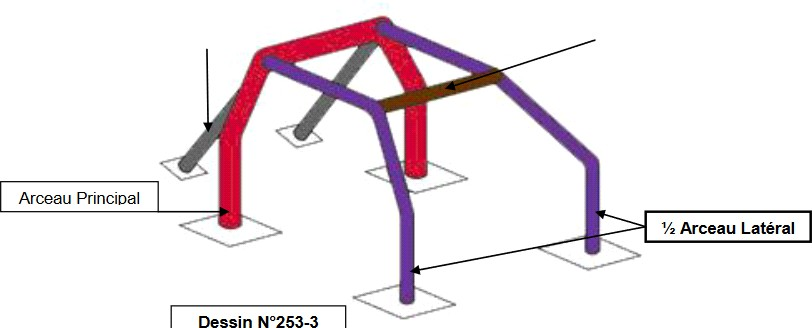 Arceau Principal
½ Arceau Latéral
Dessin N°253-3